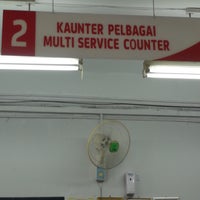 2
KAUNTER PELBAGAI
MULTI SERVICE COUNTER